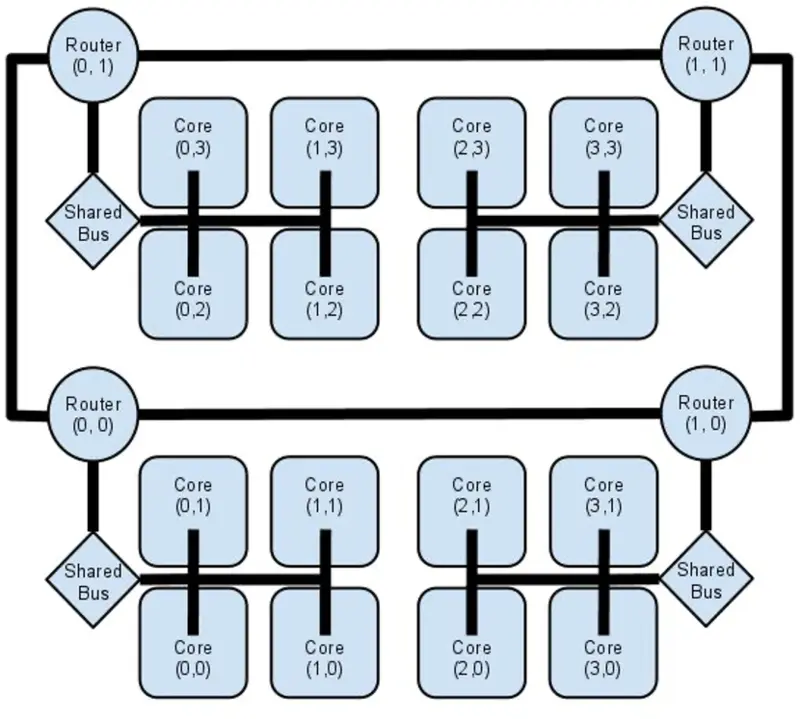 Router
(0, 1)
Router
(1, 1)
Core
(0,3)
Core
(1,3)
Core
(2,3)
Core
(3,3)
Shared
Bus
Shared
Bus
Core
(0,2)
Core
(1,2)
Core
(2,2)
Core
(3,2)
Router
(0, 0)
Router
(1, 0)
Core
(0,1)
Core
(1,1)
Core
(2,1)
Core
(3,1)
Shared
Bus
Shared
Bus
Core
(0,0)
Core
(1,0)
Core
(2,0)
Core
(3,0)